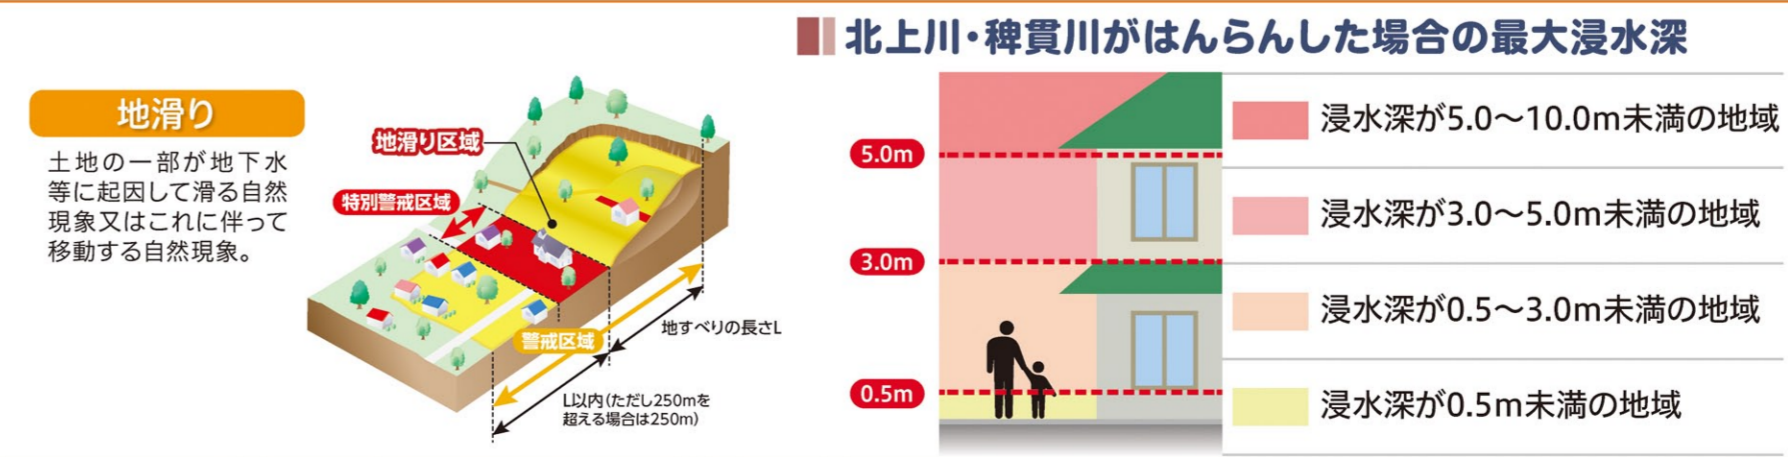 地滑り
土地の一部が地下水
等に起因して滑る自然
現象又はこれに伴って
移動する自然現象。
地滑り区域
特別警戒区域
警戒区域
地すべりの長さL
L以内(ただし250mを
超える場合は250m)
北上川・稗貫川がはんらんした場合の最大浸水深
5.0m
3.0m
0.5m
浸水深が5.0〜10.0m未満の地域
浸水深が3.0〜5.0m未満の地域
浸水深が0.5〜3.0m未満の地域
浸水深が0.5m未満の地域